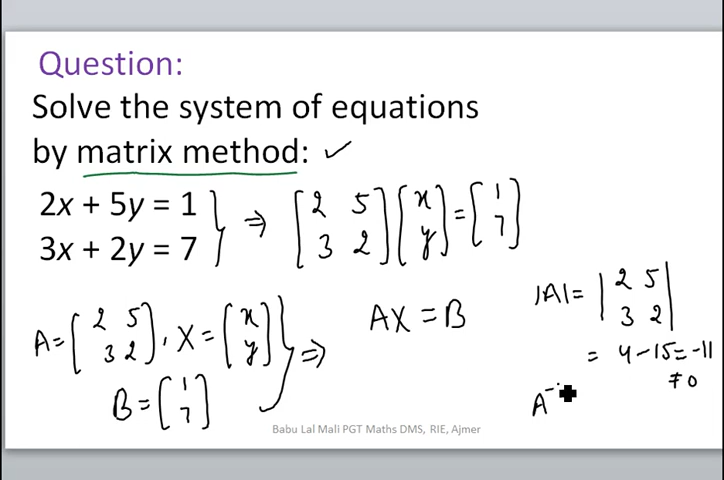 Question:
Solve the system of equations
by matrix method: ✓
2x + 5y = 1
3x + 2y = 7
} ⇒ [2 5
3 2] [x
y] = [1
7]
A = [2 5
3 2], X = [x
y]
B = [1
7]
} ⇒
AX = B
|A| = |2 5
3 2|
= 4 - 15 = -11
≠ 0
A⁻
Babu Lal Mali PGT Maths DMS, RIE, Ajmer